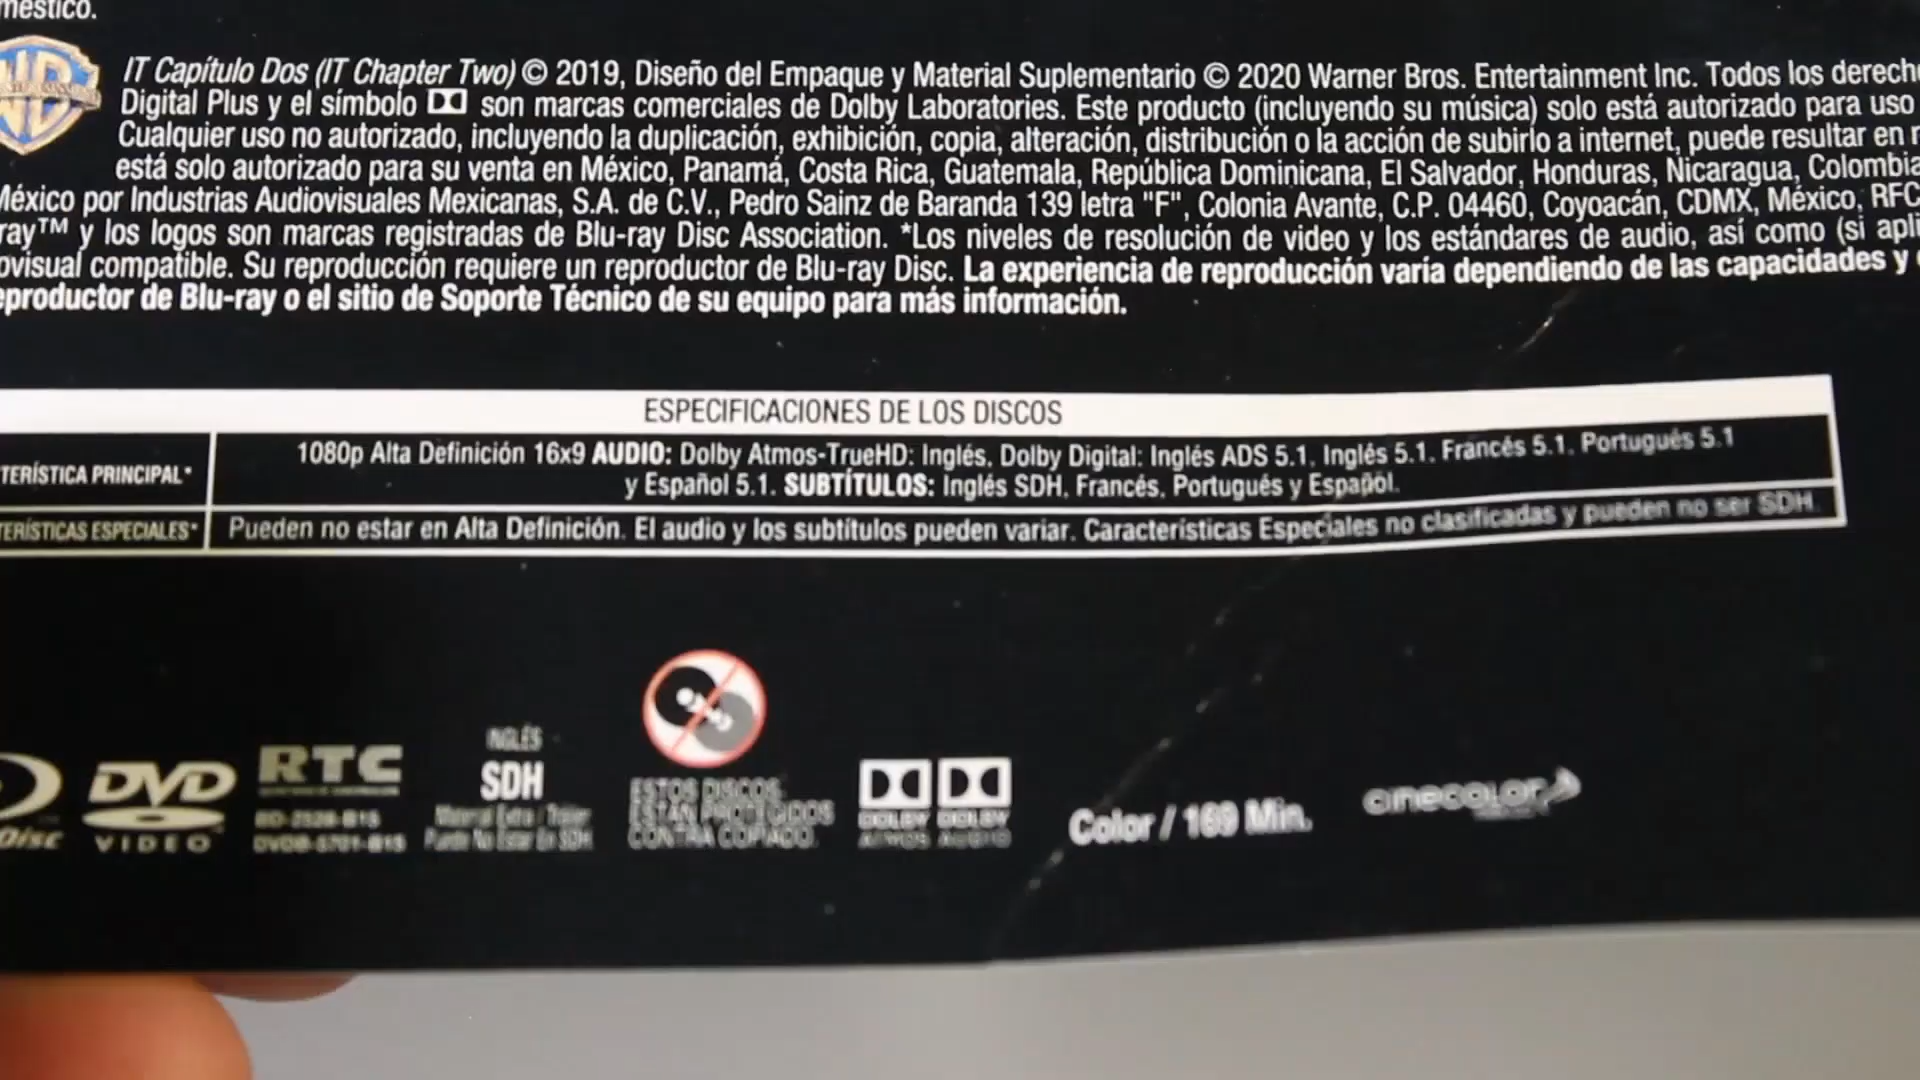 méstico.
IT Capítulo Dos (IT Chapter Two) © 2019, Diseño del Empaque y Material Suplementario © 2020 Warner Bros. Entertainment Inc. Todos los derech
Digital Plus y el símbolo son marcas comerciales de Dolby Laboratories. Este producto (incluyendo su música) solo está autorizado para uso
Cualquier uso no autorizado, incluyendo la duplicación, exhibición, copia, alteración, distribución o la acción de subirlo a internet, puede resultar en
está solo autorizado para su venta en México, Panamá, Costa Rica, Guatemala, República Dominicana, El Salvador, Honduras, Nicaragua, Colombia
México por Industrias Audiovisuales Mexicanas, S.A. de C.V., Pedro Sainz de Baranda 139 letra "F", Colonia Avante, C.P. 04460, Coyoacán, CDMX, México, RFC
ray™ y los logos son marcas registradas de Blu-ray Disc Association. *Los niveles de resolución de video y los estándares de audio, así como (si apli
ovisual compatible. Su reproducción requiere un reproductor de Blu-ray Disc. La experiencia de reproducción varía dependiendo de las capacidades y
eproductor de Blu-ray o el sitio de Soporte Técnico de su equipo para más información.
ESPECIFICACIONES DE LOS DISCOS
TERÍSTICA PRINCIPAL* 1080p Alta Definición 16x9 AUDIO: Dolby Atmos-TrueHD: Inglés, Dolby Digital: Inglés ADS 5.1, Inglés 5.1, Francés 5.1, Portugués 5.1
y Español 5.1. SUBTÍTULOS: Inglés SDH, Francés, Portugués y Español.
TERÍSTICAS ESPECIALES* Pueden no estar en Alta Definición. El audio y los subtítulos pueden variar. Características Especiales no clasificadas y pueden no ser SDH.
Disc
DVD
VIDEO
RTC
INGLÉS
SDH
Material Extra / Trailer
Puede No Estar En SDH
ESTOS DISCOS
ESTÁN PROTEGIDOS
CONTRA COPIADO.
DOLBY DOLBY
ATMOS AUDIO
Color / 169 Min.
cinecolor